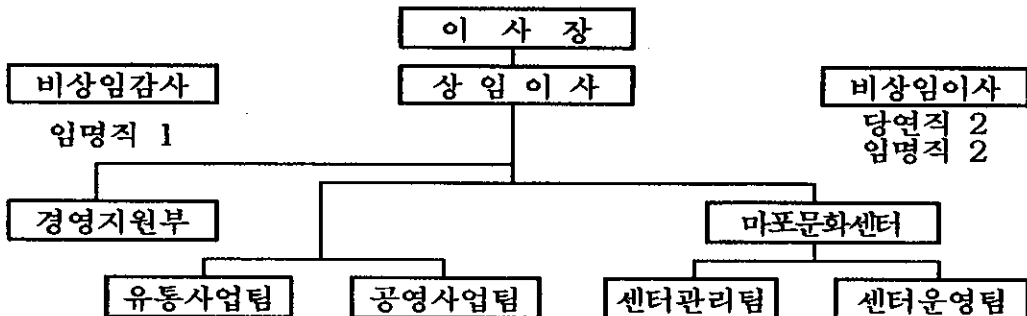 이 사 장
비상임감사
상 임 이 사
비상임이사
임명직 1
당연직 2
임명직 2
경영지원부
마포문화센터
유통사업팀
공영사업팀
센터관리팀
센터운영팀